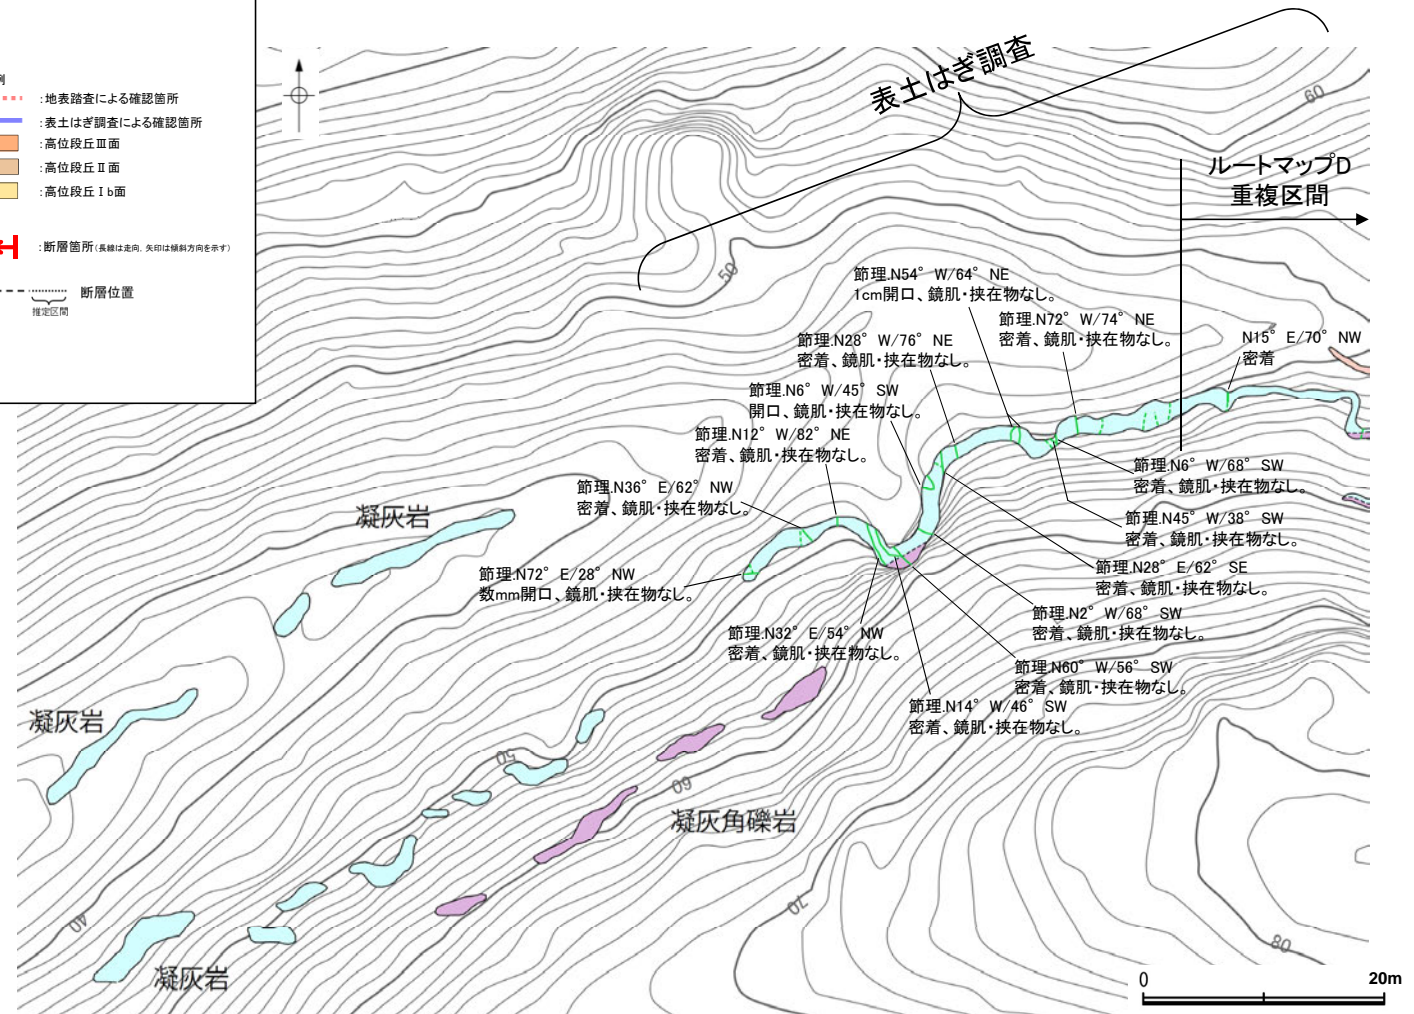 例
：地表踏査による確認箇所
：表土はぎ調査による確認箇所
：高位段丘Ⅲ面
：高位段丘Ⅱ面
：高位段丘Ⅰb面
：断層箇所（長線は走向、矢印は傾斜方向を示す）
断層位置
推定区間
表土はぎ調査
ルートマップD
重複区間
60
50
節理.N54°W/64°NE
1cm開口、鏡肌・挟在物なし。
節理.N72°W/74°NE
密着、鏡肌・挟在物なし。
節理.N28°W/76°NE
密着、鏡肌・挟在物なし。
N15°E/70°NW
密着
節理.N6°W/45°SW
開口、鏡肌・挟在物なし。
節理.N12°W/82°NE
密着、鏡肌・挟在物なし。
節理.N36°E/62°NW
密着、鏡肌・挟在物なし。
節理.N6°W/68°SW
密着、鏡肌・挟在物なし。
節理.N45°W/38°SW
密着、鏡肌・挟在物なし。
節理.N28°E/62°SE
密着、鏡肌・挟在物なし。
節理.N72°E/28°NW
数mm開口、鏡肌・挟在物なし。
節理.N2°W/68°SW
密着、鏡肌・挟在物なし。
節理.N32°E/54°NW
密着、鏡肌・挟在物なし。
節理.N60°W/56°SW
密着、鏡肌・挟在物なし。
節理.N14°W/46°SW
密着、鏡肌・挟在物なし。
凝灰岩
凝灰岩
50
60
凝灰角礫岩
70
40
80
凝灰岩
0
20m